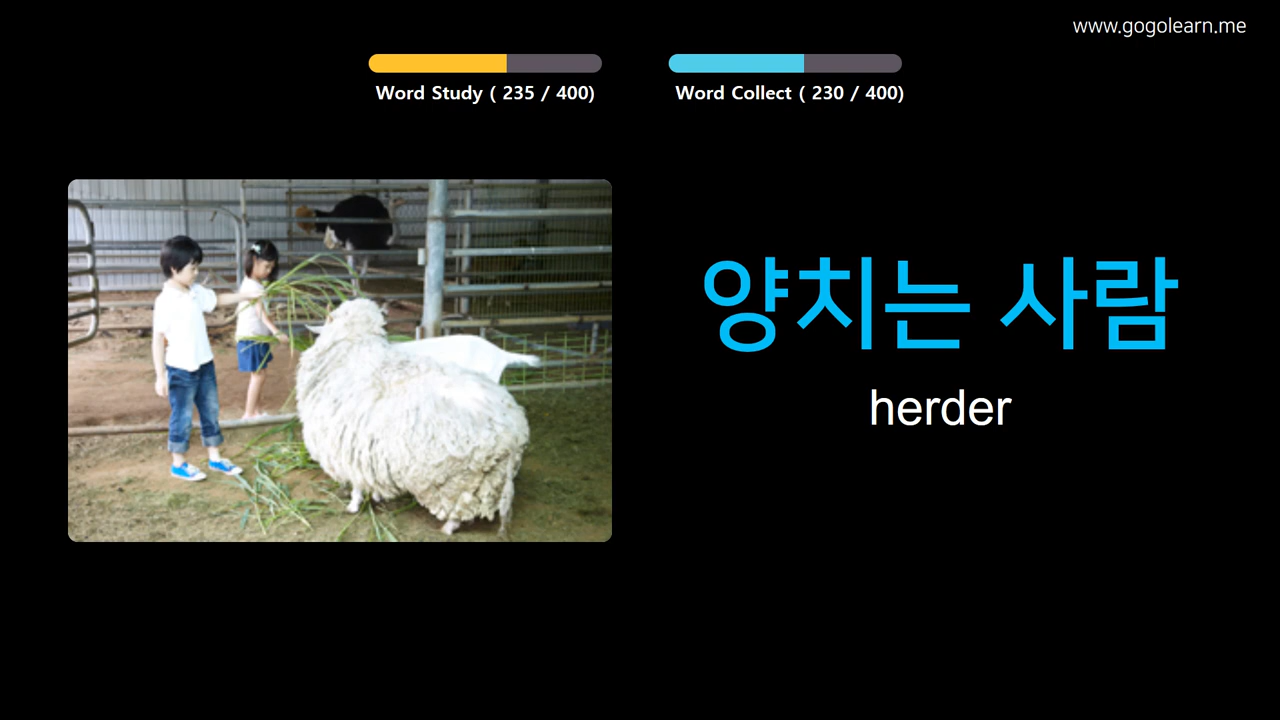 www.gogolearn.me
Word Study ( 235 / 400)
Word Collect ( 230 / 400)
양치는 사람
herder